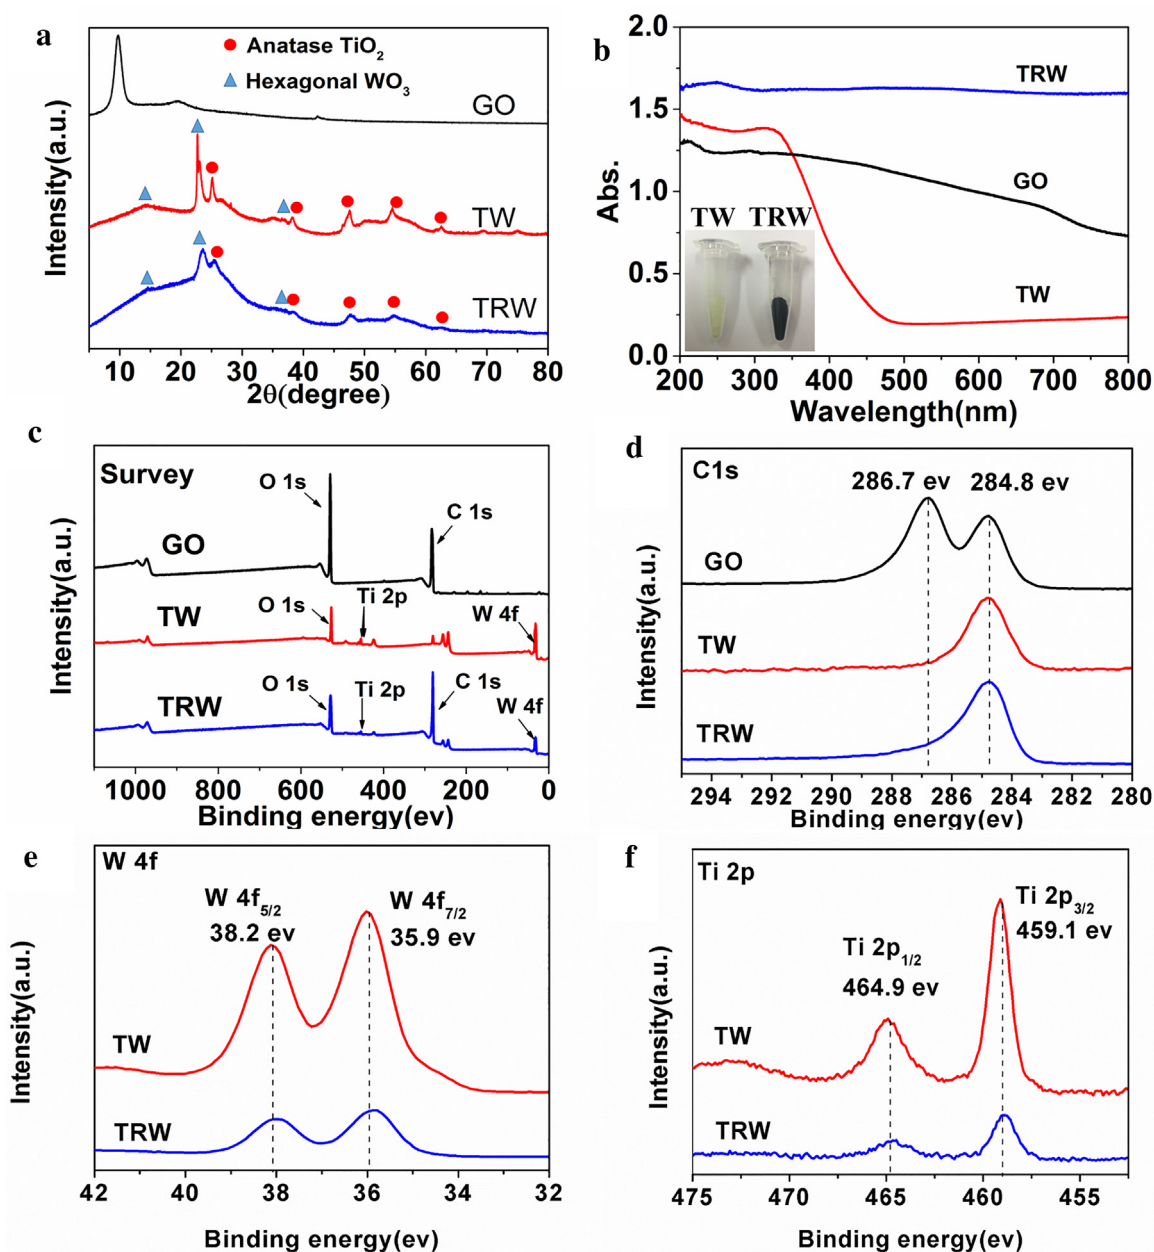 a
Anatase TiO2
Hexagonal WO3
GO
TW
TRW
Intensity(a.u.)
10 20 30 40 50 60 70 80
2θ(degree)
b
2.0
1.5
1.0
0.5
0.0
Abs.
TRW
GO
TW
TW TRW
200 300 400 500 600 700 800
Wavelength(nm)
c
Survey
O 1s
C 1s
GO
Ti 2p
TW
O 1s
W 4f
TRW
O 1s
Ti 2p
C 1s
W 4f
Intensity(a.u.)
1000 800 600 400 200 0
Binding energy(ev)
d
C1s
286.7 ev 284.8 ev
GO
TW
TRW
Intensity(a.u.)
294 292 290 288 286 284 282 280
Binding energy(ev)
e
W 4f
W 4f5/2
38.2 ev
W 4f7/2
35.9 ev
TW
TRW
Intensity(a.u.)
42 40 38 36 34 32
Binding energy(ev)
f
Ti 2p
Ti 2p3/2
459.1 ev
Ti 2p1/2
464.9 ev
TW
TRW
Intensity(a.u.)
475 470 465 460 455
Binding energy(ev)